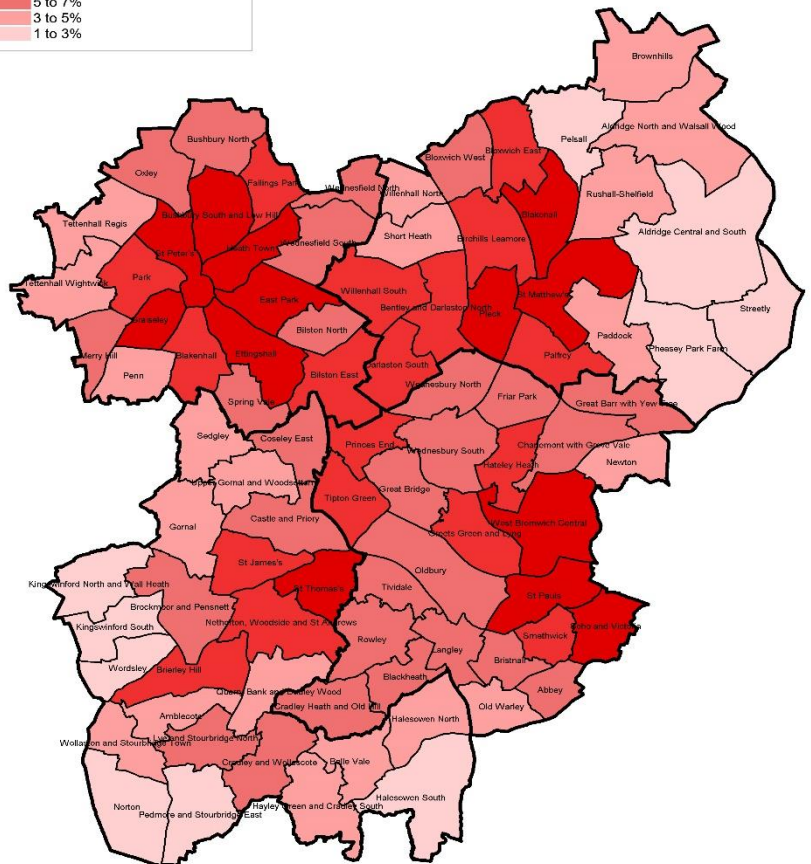 5 to 7%
3 to 5%
1 to 3%
Brownhills
Pelsall
Aldridge North and Walsall Wood
Bushbury North
Bloxwich East
Bloxwich West
Oxley
Fallings Park
Wednesfield North
Willenhall North
Rushall-Shelfield
Tettenhall Regis
Bushbury South and Low Hill
Blakenall
Short Heath
Birchills Leamore
Aldridge Central and South
Heath Town
Wednesfield South
St Peter's
Park
Tettenhall Wightwick
Willenhall South
St Matthew's
East Park
Bentley and Darlaston North
Pleck
Streetly
Graiseley
Bilston North
Paddock
Pheasey Park Farm
Merry Hill
Blakenhall
Ettingshall
Palfrey
Penn
Bilston East
Darlaston South
Wednesbury North
Spring Vale
Friar Park
Great Barr with Yew Tree
Sedgley
Coseley East
Princes End
Wednesbury South
Charlemont with Grove Vale
Hateley Heath
Newton
Upper Gornal and Woodsetton
Great Bridge
Tipton Green
Gornal
Castle and Priory
West Bromwich Central
Greets Green and Lyng
St James's
Oldbury
Kingswinford North and Wall Heath
St Thomas's
Tividale
St Pauls
Brockmoor and Pensnett
Netherton, Woodside and St Andrews
Kingswinford South
Soho and Victoria
Rowley
Smethwick
Langley
Wordsley
Brierley Hill
Bristnall
Blackheath
Quarry Bank and Dudley Wood
Abbey
Cradley Heath and Old Hill
Old Warley
Amblecote
Halesowen North
Lye and Stourbridge North
Wollaston and Stourbridge Town
Cradley and Wollescote
Belle Vale
Halesowen South
Norton
Hayley Green and Cradley South
Pedmore and Stourbridge East